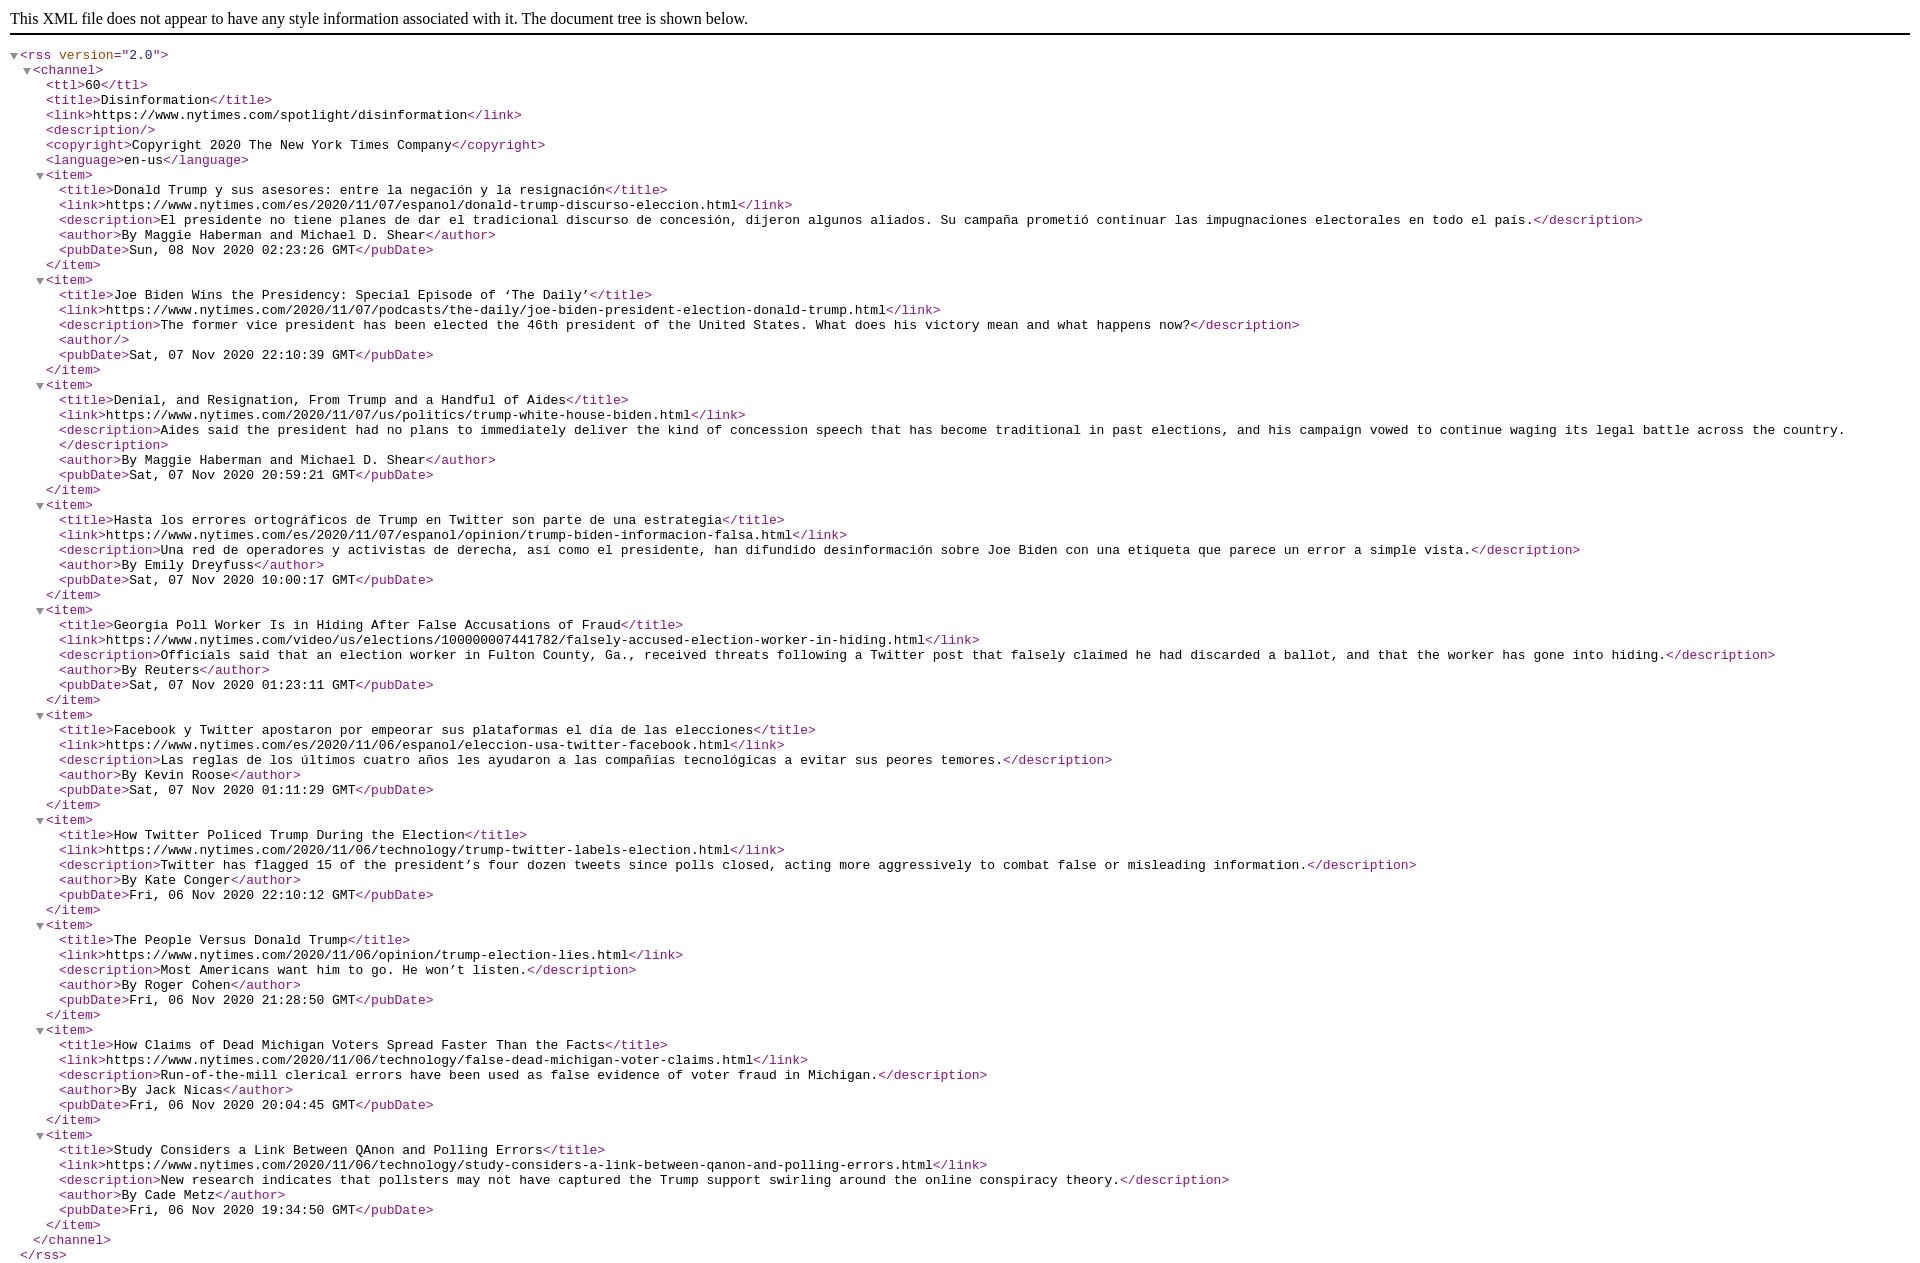 This XML file does not appear to have any style information associated with it. The document tree is shown below.
<rss version="2.0">
<channel>
<ttl>60</ttl>
<title>Disinformation</title>
<link>https://www.nytimes.com/spotlight/disinformation</link>
<description/>
<copyright>Copyright 2020 The New York Times Company</copyright>
<language>en-us</language>
<item>
<title>Donald Trump y sus asesores: entre la negación y la resignación</title>
<link>https://www.nytimes.com/es/2020/11/07/espanol/donald-trump-discurso-eleccion.html</link>
<description>El presidente no tiene planes de dar el tradicional discurso de concesión, dijeron algunos aliados. Su campaña prometió continuar las impugnaciones electorales en todo el país.</description>
<author>By Maggie Haberman and Michael D. Shear</author>
<pubDate>Sun, 08 Nov 2020 02:23:26 GMT</pubDate>
</item>
<item>
<title>Joe Biden Wins the Presidency: Special Episode of ‘The Daily’</title>
<link>https://www.nytimes.com/2020/11/07/podcasts/the-daily/joe-biden-president-election-donald-trump.html</link>
<description>The former vice president has been elected the 46th president of the United States. What does his victory mean and what happens now?</description>
<author/>
<pubDate>Sat, 07 Nov 2020 22:10:39 GMT</pubDate>
</item>
<item>
<title>Denial, and Resignation, From Trump and a Handful of Aides</title>
<link>https://www.nytimes.com/2020/11/07/us/politics/trump-white-house-biden.html</link>
<description>Aides said the president had no plans to immediately deliver the kind of concession speech that has become traditional in past elections, and his campaign vowed to continue waging its legal battle across the country.
</description>
<author>By Maggie Haberman and Michael D. Shear</author>
<pubDate>Sat, 07 Nov 2020 20:59:21 GMT</pubDate>
</item>
<item>
<title>Hasta los errores ortográficos de Trump en Twitter son parte de una estrategia</title>
<link>https://www.nytimes.com/es/2020/11/07/espanol/opinion/trump-biden-informacion-falsa.html</link>
<description>Una red de operadores y activistas de derecha, así como el presidente, han difundido desinformación sobre Joe Biden con una etiqueta que parece un error a simple vista.</description>
<author>By Emily Dreyfuss</author>
<pubDate>Sat, 07 Nov 2020 10:00:17 GMT</pubDate>
</item>
<item>
<title>Georgia Poll Worker Is in Hiding After False Accusations of Fraud</title>
<link>https://www.nytimes.com/video/us/elections/100000007441782/falsely-accused-election-worker-in-hiding.html</link>
<description>Officials said that an election worker in Fulton County, Ga., received threats following a Twitter post that falsely claimed he had discarded a ballot, and that the worker has gone into hiding.</description>
<author>By Reuters</author>
<pubDate>Sat, 07 Nov 2020 01:23:11 GMT</pubDate>
</item>
<item>
<title>Facebook y Twitter apostaron por empeorar sus plataformas el día de las elecciones</title>
<link>https://www.nytimes.com/es/2020/11/06/espanol/eleccion-usa-twitter-facebook.html</link>
<description>Las reglas de los últimos cuatro años les ayudaron a las compañías tecnológicas a evitar sus peores temores.</description>
<author>By Kevin Roose</author>
<pubDate>Sat, 07 Nov 2020 01:11:29 GMT</pubDate>
</item>
<item>
<title>How Twitter Policed Trump During the Election</title>
<link>https://www.nytimes.com/2020/11/06/technology/trump-twitter-labels-election.html</link>
<description>Twitter has flagged 15 of the president’s four dozen tweets since polls closed, acting more aggressively to combat false or misleading information.</description>
<author>By Kate Conger</author>
<pubDate>Fri, 06 Nov 2020 22:10:12 GMT</pubDate>
</item>
<item>
<title>The People Versus Donald Trump</title>
<link>https://www.nytimes.com/2020/11/06/opinion/trump-election-lies.html</link>
<description>Most Americans want him to go. He won’t listen.</description>
<author>By Roger Cohen</author>
<pubDate>Fri, 06 Nov 2020 21:28:50 GMT</pubDate>
</item>
<item>
<title>How Claims of Dead Michigan Voters Spread Faster Than the Facts</title>
<link>https://www.nytimes.com/2020/11/06/technology/false-dead-michigan-voter-claims.html</link>
<description>Run-of-the-mill clerical errors have been used as false evidence of voter fraud in Michigan.</description>
<author>By Jack Nicas</author>
<pubDate>Fri, 06 Nov 2020 20:04:45 GMT</pubDate>
</item>
<item>
<title>Study Considers a Link Between QAnon and Polling Errors</title>
<link>https://www.nytimes.com/2020/11/06/technology/study-considers-a-link-between-qanon-and-polling-errors.html</link>
<description>New research indicates that pollsters may not have captured the Trump support swirling around the online conspiracy theory.</description>
<author>By Cade Metz</author>
<pubDate>Fri, 06 Nov 2020 19:34:50 GMT</pubDate>
</item>
</channel>
</rss>